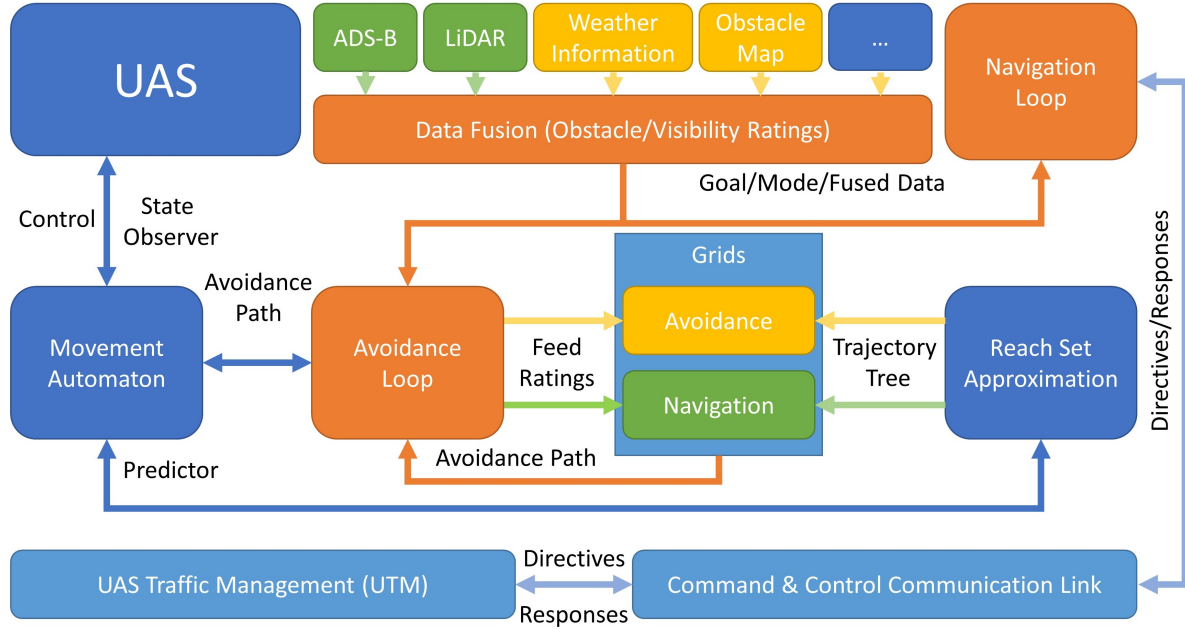 UAS
ADS-B
LiDAR
Weather
Information
Obstacle
Map
...
Navigation
Loop
Data Fusion (Obstacle/Visibility Ratings)
Goal/Mode/Fused Data
Control
State
Observer
Grids
Directives/Responses
Avoidance
Path
Movement
Automaton
Avoidance
Loop
Feed
Ratings
Avoidance
Navigation
Trajectory
Tree
Reach Set
Approximation
Predictor
Avoidance Path
UAS Traffic Management (UTM)
Directives
Responses
Command & Control Communication Link